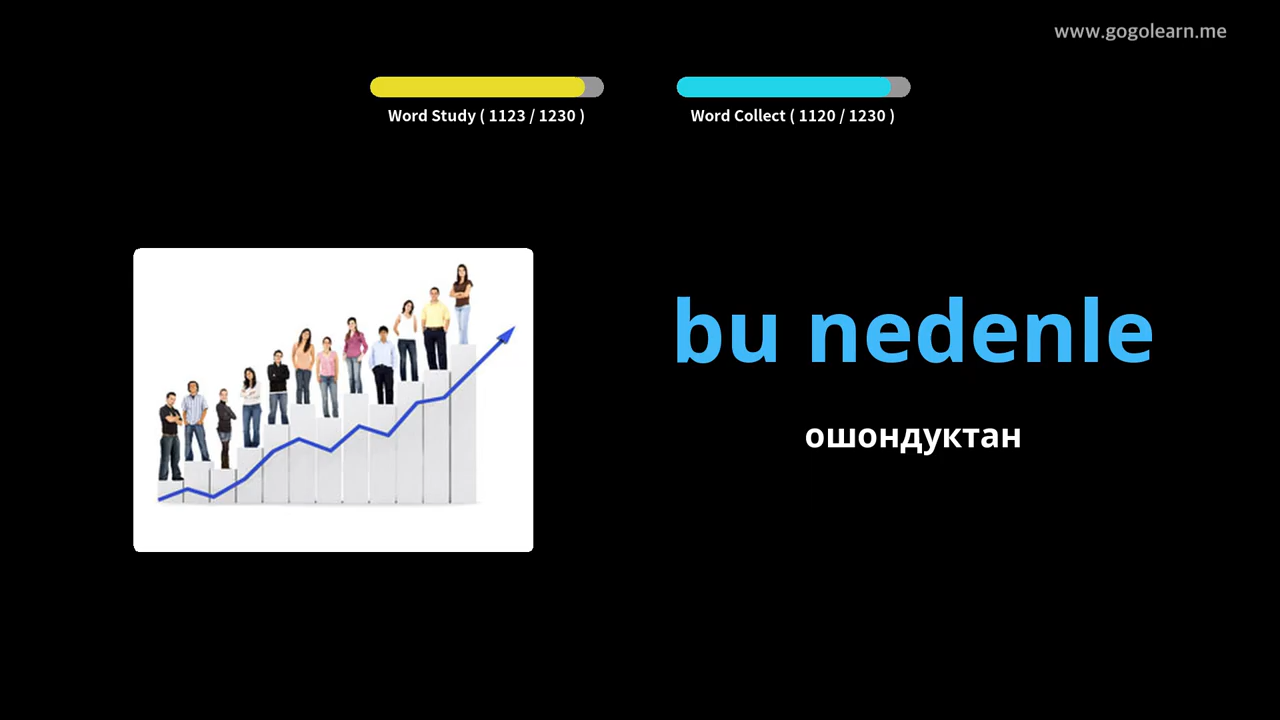 www.gogolearn.me
Word Study ( 1123 / 1230 )
Word Collect ( 1120 / 1230 )
bu nedenle
ошондуктан